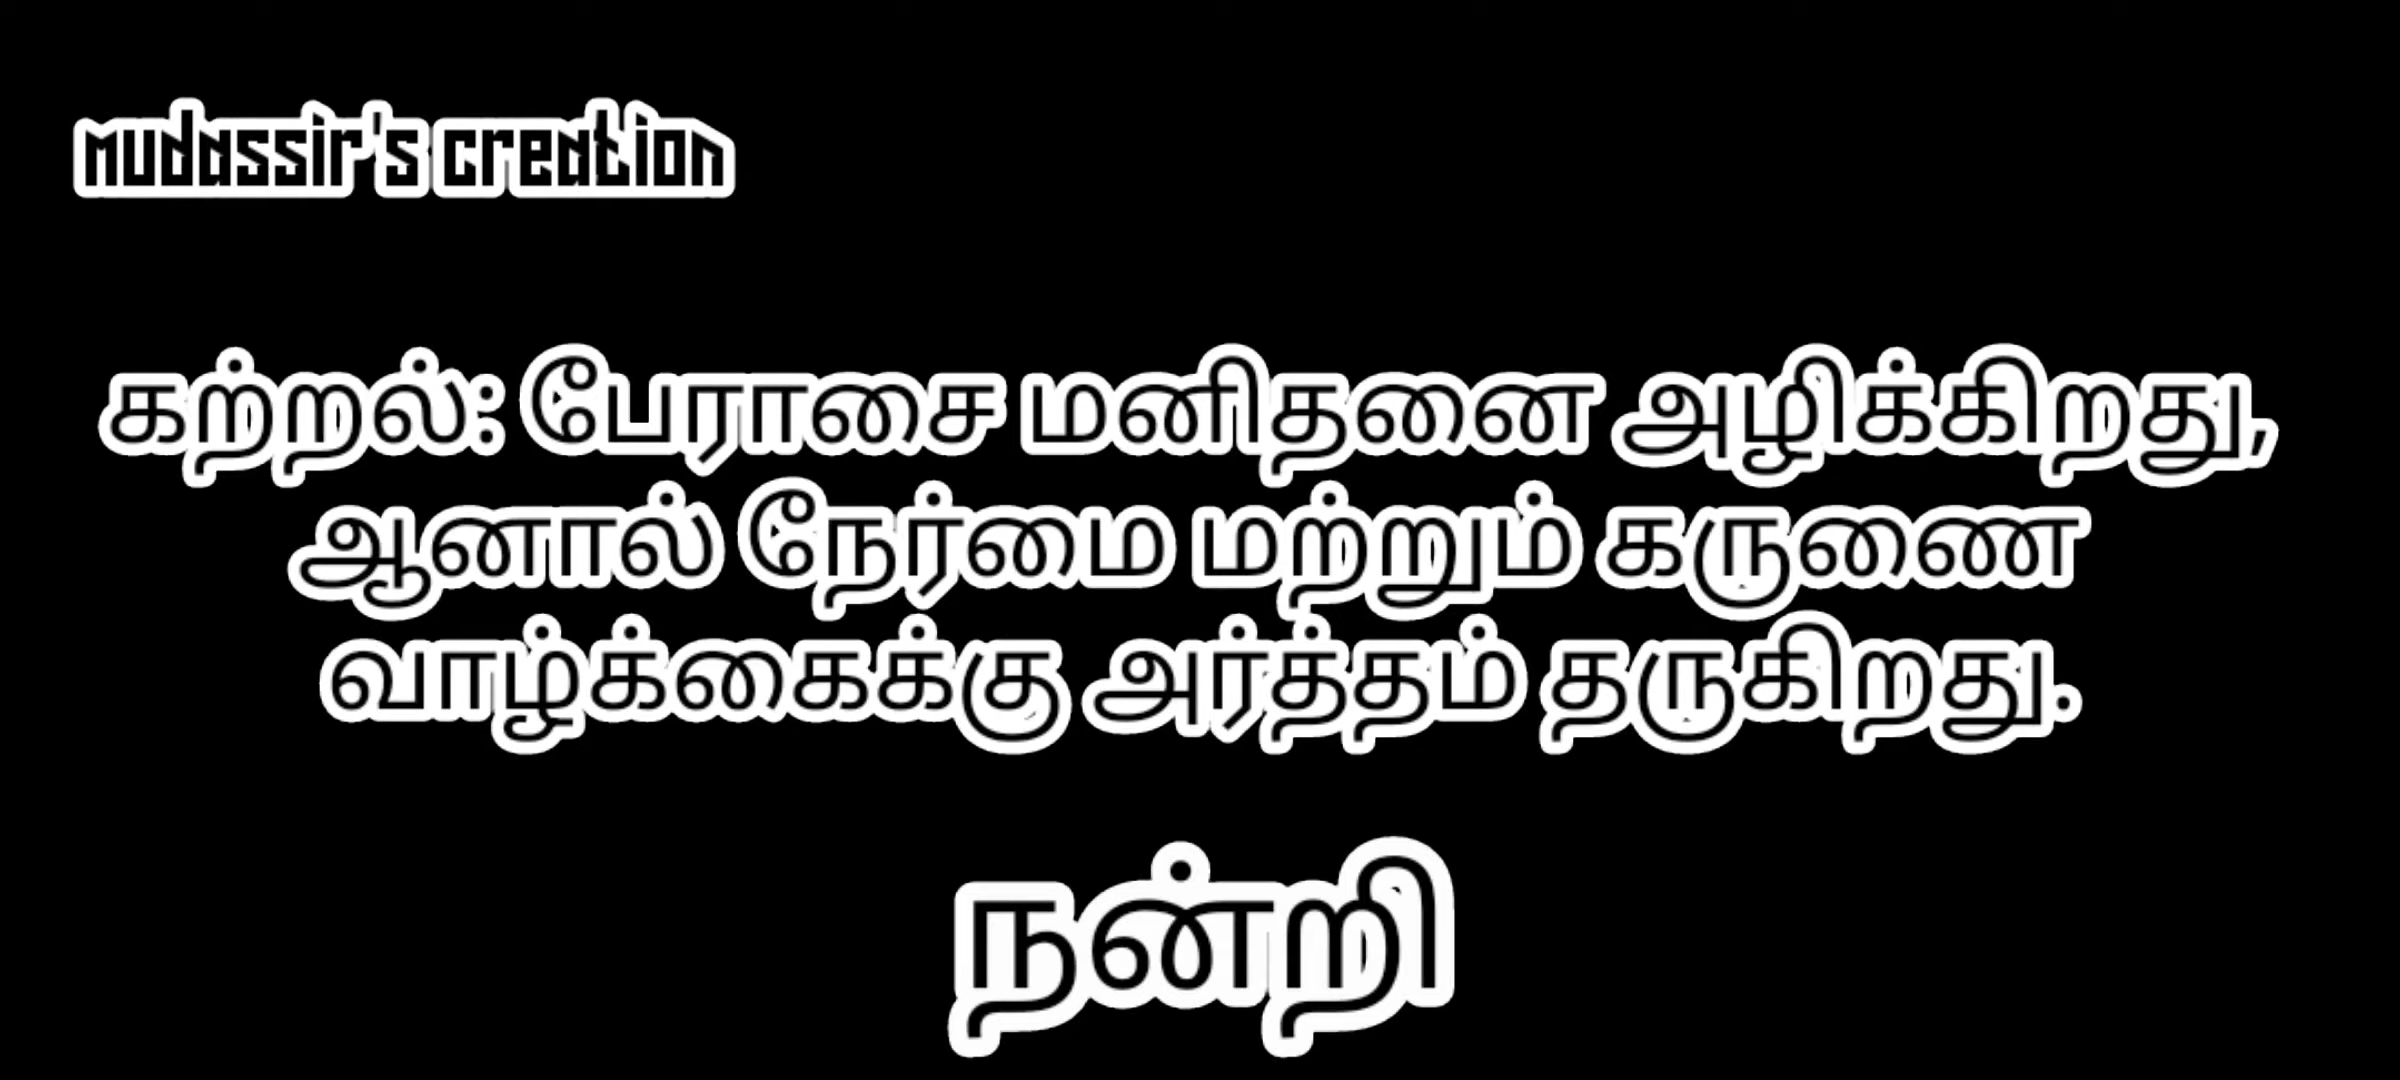 mudassir's creation
கற்றல்: பேராசை மனிதனை அழிக்கிறது,
ஆனால் நேர்மை மற்றும் கருணை
வாழ்க்கைக்கு அர்த்தம் தருகிறது.
நன்றி